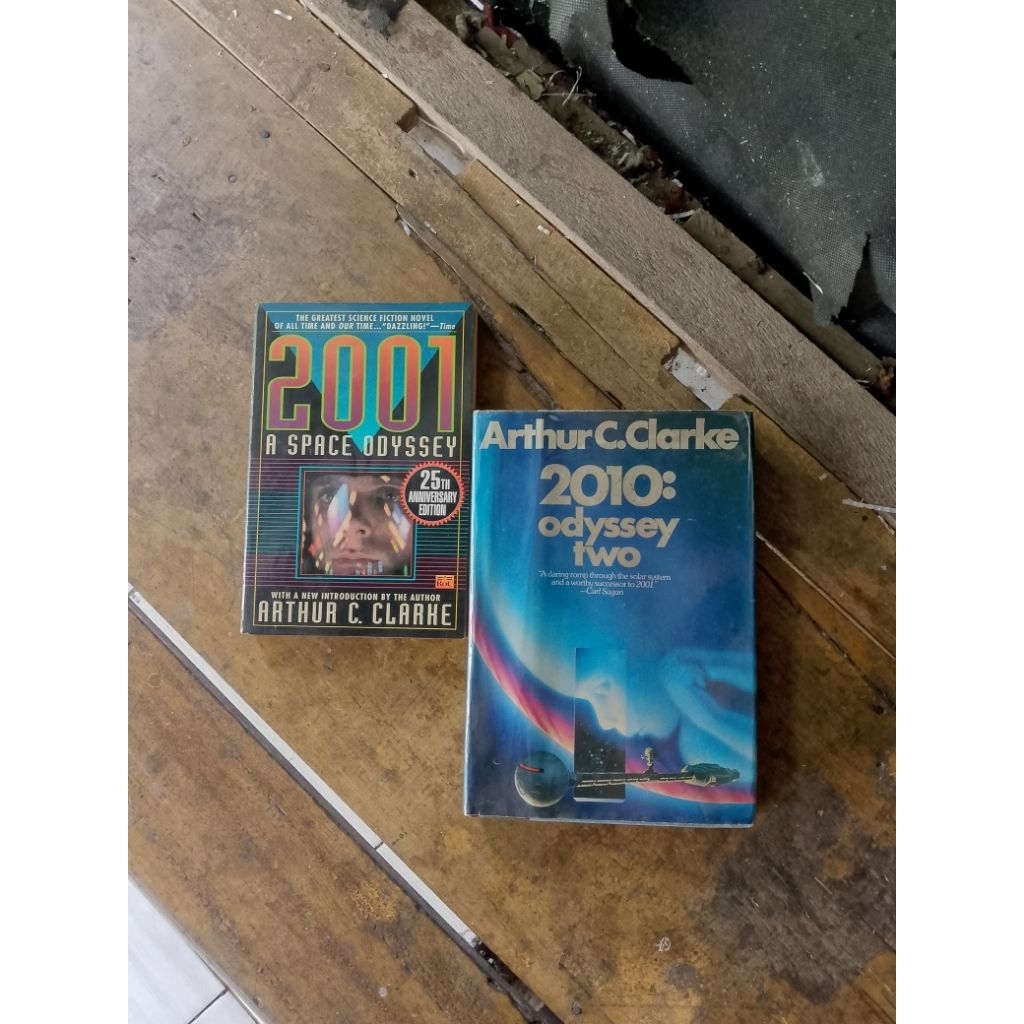 THE GREATEST SCIENCE FICTION NOVEL
OF ALL TIME AND OUR TIME..."DAZZLING!"—Time
2001
A SPACE ODYSSEY
25TH
ANNIVERSARY
EDITION
ROC
WITH A NEW INTRODUCTION BY THE AUTHOR
ARTHUR C. CLARKE
Arthur C. Clarke
2010:
odyssey
two
"A daring romp through the solar system
and a worthy successor to 2001."
—Carl Sagan